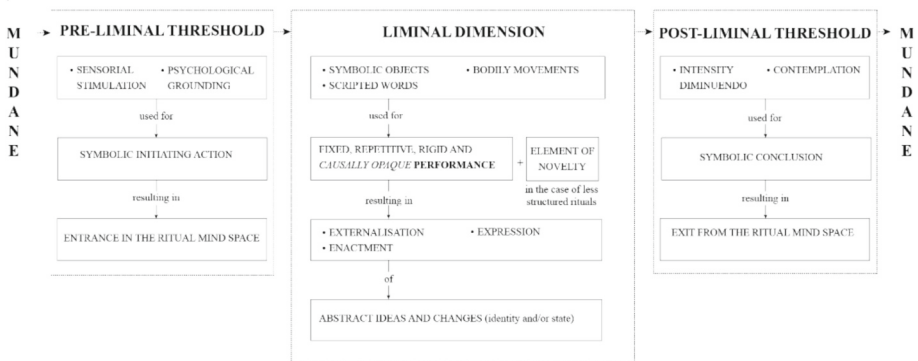 MUNDANE
PRE-LIMINAL THRESHOLD
• SENSORIAL STIMULATION
• PSYCHOLOGICAL GROUNDING
used for
SYMBOLIC INITIATING ACTION
resulting in
ENTRANCE IN THE RITUAL MIND SPACE
LIMINAL DIMENSION
• SYMBOLIC OBJECTS
• BODILY MOVEMENTS
• SCRIPTED WORDS
used for
FIXED, REPETITIVE, RIGID AND
CAUSALLY OPAQUE PERFORMANCE
+
ELEMENT OF
NOVELTY
in the case of less
structured rituals
resulting in
• EXTERNALISATION
• EXPRESSION
• ENACTMENT
of
ABSTRACT IDEAS AND CHANGES (identity and/or state)
POST-LIMINAL THRESHOLD
• INTENSITY DIMINUENDO
• CONTEMPLATION
used for
SYMBOLIC CONCLUSION
resulting in
EXIT FROM THE RITUAL MIND SPACE
MUNDANE